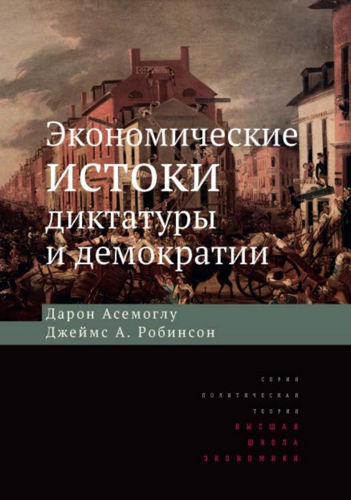 Экономические
ИСТОКИ
диктатуры
и демократии
Дарон Асемоглу
Джеймс А. Робинсон
СЕРИЯ
ПОЛИТИЧЕСКАЯ
ТЕОРИЯ
ВЫСШАЯ
ШКОЛА
ЭКОНОМИКИ